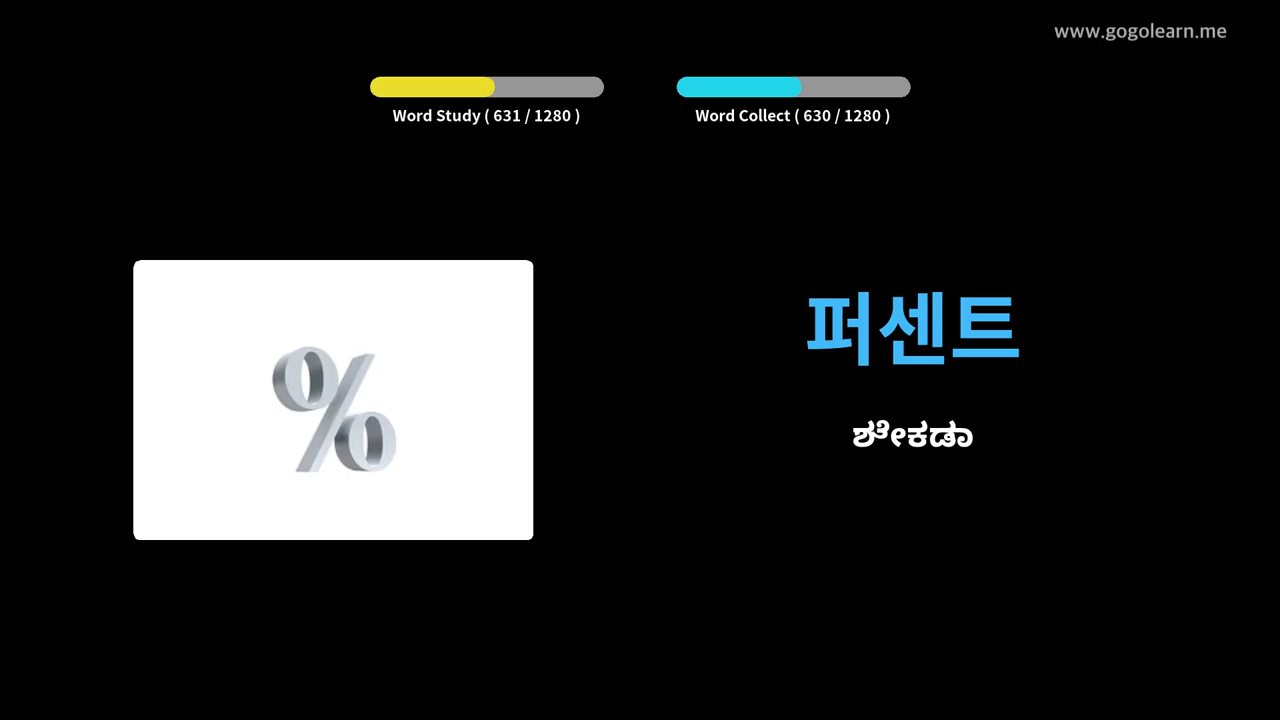 www.gogolearn.me
Word Study ( 631 / 1280 )
Word Collect ( 630 / 1280 )
%
퍼센트
ಶೇಕಡಾ